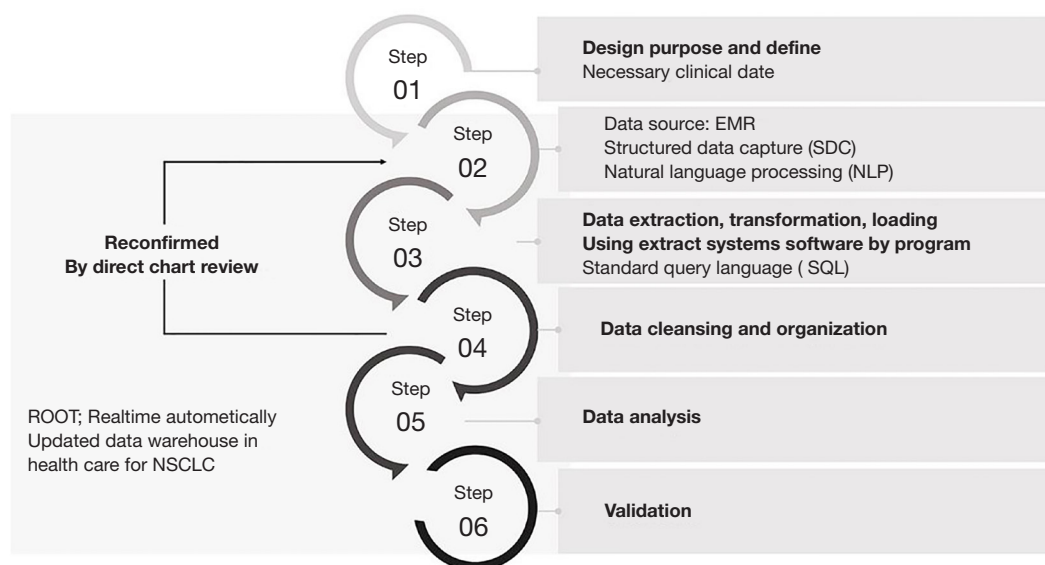 Step
01
Design purpose and define
Necessary clinical date
Step
02
Data source: EMR
Structured data capture (SDC)
Natural language processing (NLP)
Step
03
Data extraction, transformation, loading
Using extract systems software by program
Standard query language ( SQL)
Reconfirmed
By direct chart review
Step
04
Data cleansing and organization
Step
05
Data analysis
ROOT; Realtime autometically
Updated data warehouse in
health care for NSCLC
Step
06
Validation